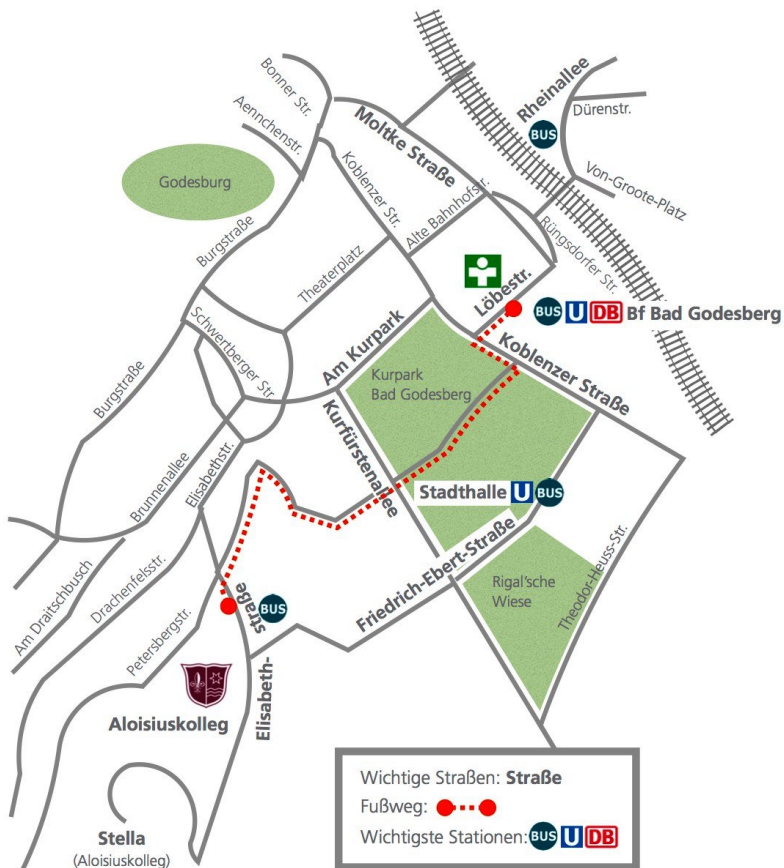 Bonner Str.
Aennchenstr.
Moltke Straße
Rheinallee
BUS
Dürenstr.
Von-Groote-Platz
Godesburg
Koblenzer Str.
Alte Bahnhofstr.
Rüngsdorfer Str.
Burgstraße
Theaterplatz
Löbestr.
BUS U DB Bf Bad Godesberg
Schwertberger Str.
Am Kurpark
Koblenzer Straße
Kurpark
Bad Godesberg
Burgstraße
Kurfürstenallee
Brunnenallee
Elisabethstr.
Stadthalle U BUS
Friedrich-Ebert-Straße
Rigal'sche
Wiese
Theodor-Heuss-Str.
Am Draitschbusch
Drachenfelsstr.
Petersbergstr.
Elisabeth-
straße
BUS
Aloisiuskolleg
Stella
(Aloisiuskolleg)
Wichtige Straßen: Straße
Fußweg:
Wichtigste Stationen: BUS U DB